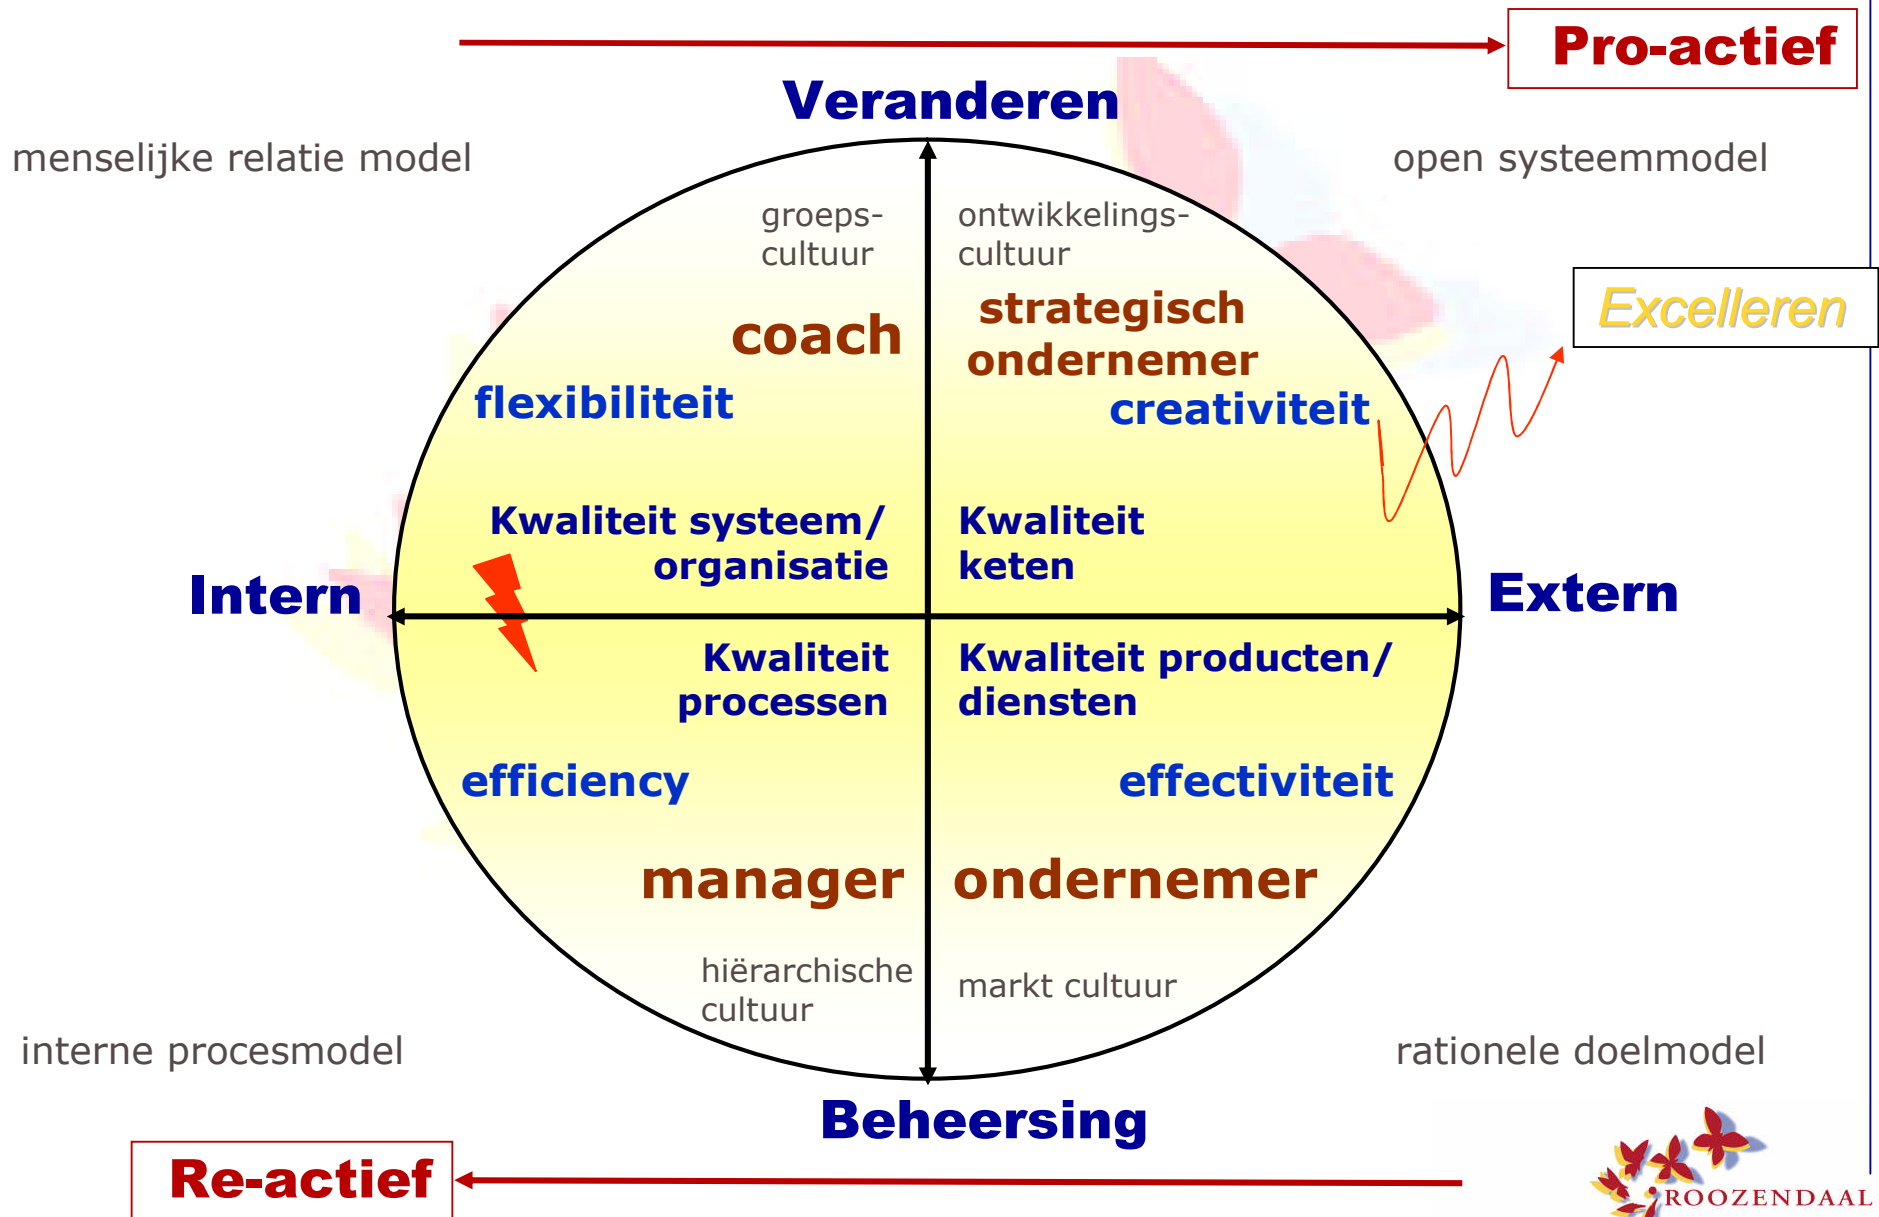 Pro-actief
Veranderen
menselijke relatie model
open systeemmodel
groeps-
cultuur
ontwikkelings-
cultuur
coach
strategisch
ondernemer
Excelleren
flexibiliteit
creativiteit
Kwaliteit systeem/
organisatie
Kwaliteit
keten
Intern
Extern
Kwaliteit
processen
Kwaliteit producten/
diensten
efficiency
effectiviteit
manager
ondernemer
hiërarchische
cultuur
markt cultuur
interne procesmodel
rationele doelmodel
Beheersing
Re-actief
ROOZENDAAL